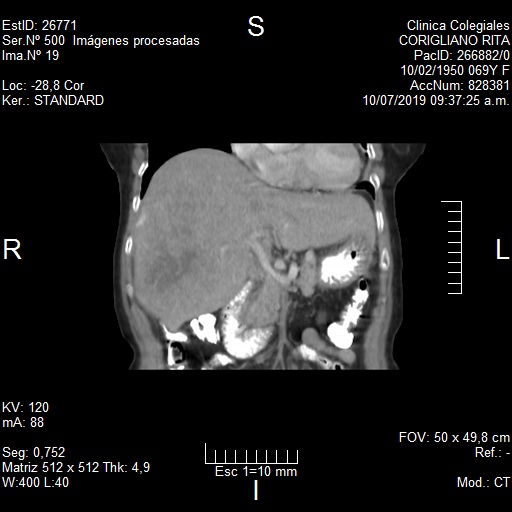 EstID: 26771
Ser.Nº 500 Imágenes procesadas
Ima.Nº 19
Loc: -28,8 Cor
Ker.: STANDARD
S
Clinica Colegiales
CORIGLIANO RITA
PacID: 266882/0
10/02/1950 069Y F
AccNum: 828381
10/07/2019 09:37:25 a.m.
R
L
KV: 120
mA: 88
Seg: 0,752
Matriz 512 x 512 Thk: 4,9
W:400 L:40
Esc 1=10 mm
I
FOV: 50 x 49,8 cm
Ref.: -
Mod.: CT